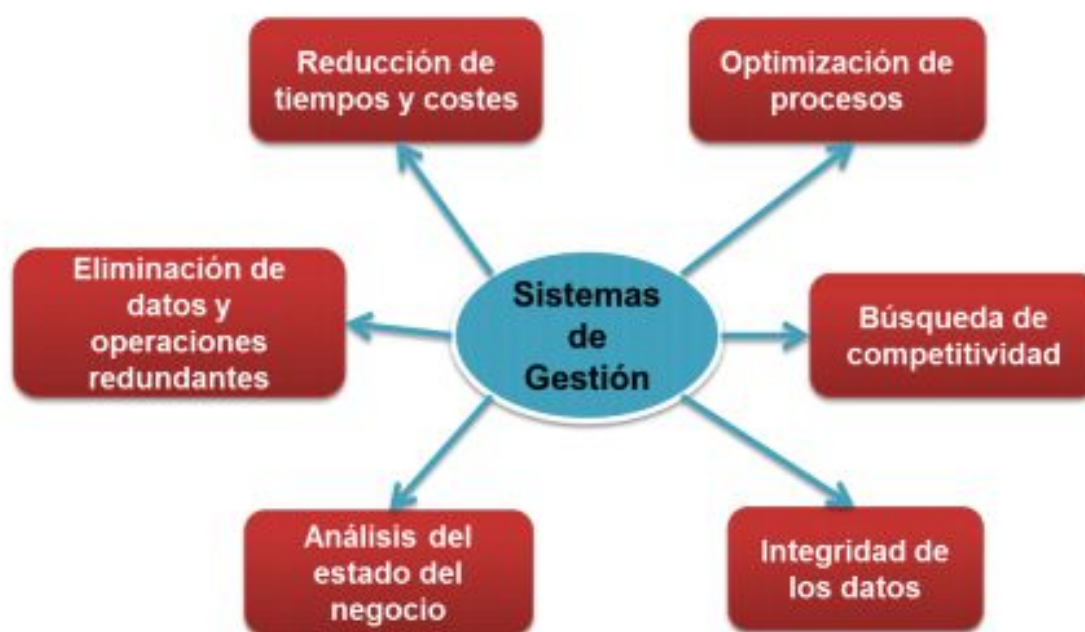 Reducción de
tiempos y costes
Optimización de
procesos
Eliminación de
datos y
operaciones
redundantes
Sistemas
de
Gestión
Búsqueda de
competitividad
Análisis del
estado del
negocio
Integridad de
los datos